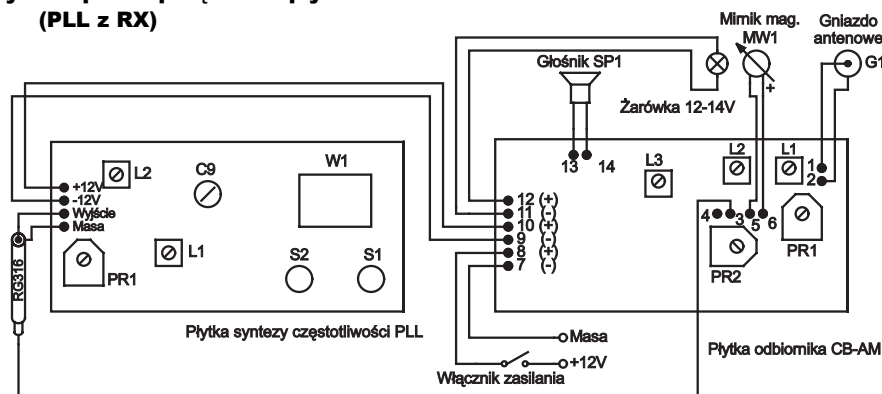 (PLL z RX)
Miernik mag.
MW1
+
Gniazdo
antenowe
G1
Głośnik SP1
Żarówka 12-14V
13 14
L3
L2
L1
1
2
12 (+)
11 (-)
10 (+)
9 (-)
8 (+)
7 (-)
4 3 5 6
PR2
PR1
L2
C9
W1
+12V
-12V
Wyjście
Masa
RG316
PR1
L1
S2
S1
Płytka syntezy częstotliwości PLL
Masa
+12V
Włącznik zasilania
Płytka odbiornika CB-AM